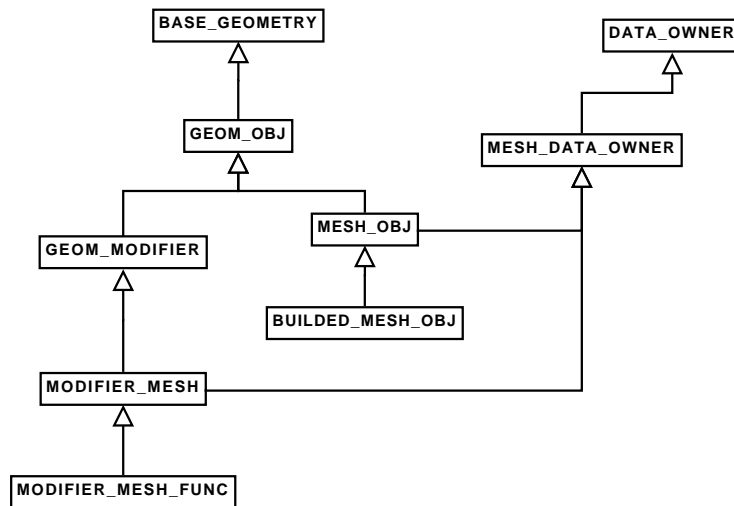 BASE_GEOMETRY
DATA_OWNER
GEOM_OBJ
MESH_DATA_OWNER
MESH_OBJ
GEOM_MODIFIER
BUILDED_MESH_OBJ
MODIFIER_MESH
MODIFIER_MESH_FUNC